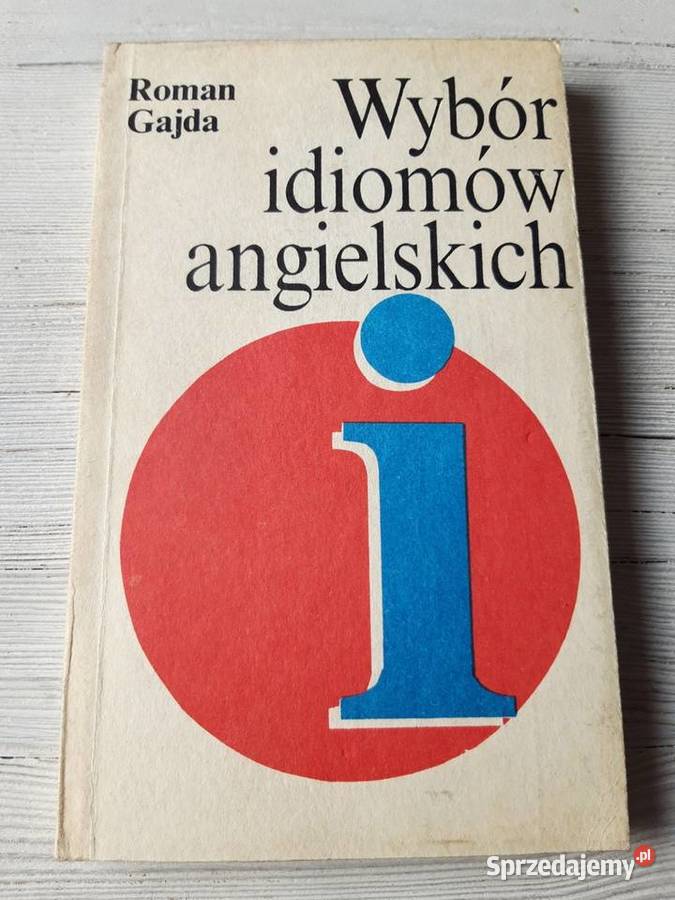 Roman
Gajda
Wybór
idiomów
angielskich
i
Sprzedajemy.pl